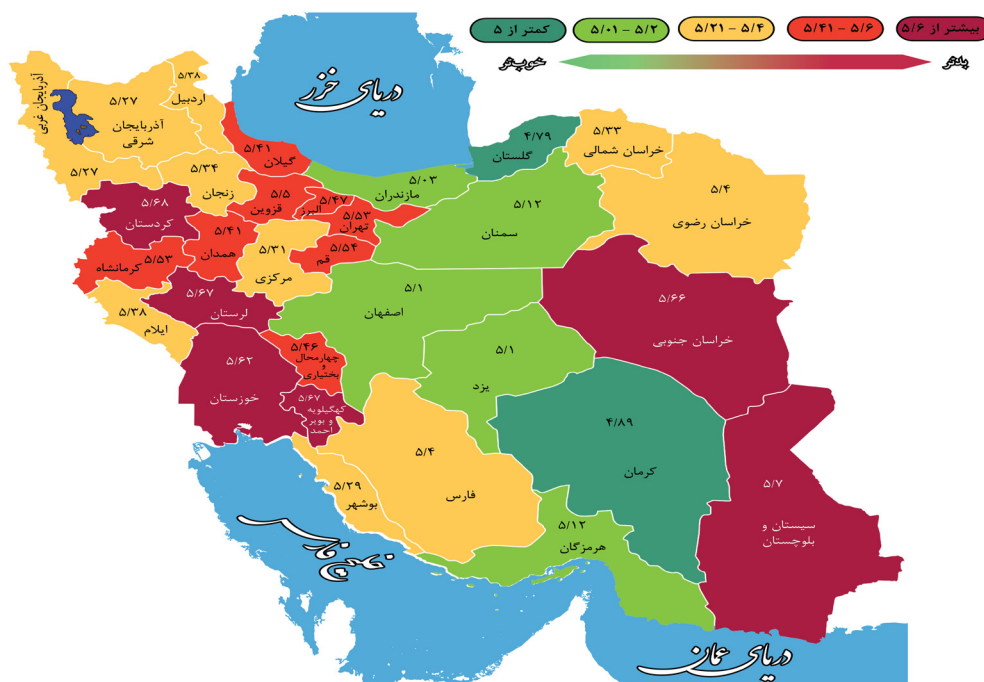 کمتر از ۵
۵/۰۱ - ۵/۲
۵/۲۱ - ۵/۴
۵/۴۱ - ۵/۶
بیشتر از ۵/۶
خوب‌تر
بدتر
دریای خزر
آذربایجان غربی
۵/۲۷
۵/۲۷
آذربایجان
شرقی
۵/۳۸
اردبیل
۵/۴۱
گیلان
۵/۳۴
زنجان
۵/۵
قزوین
۵/۴۷
البرز
۵/۵۳
تهران
۵/۵۴
قم
۵/۰۳
مازندران
۴/۷۹
گلستان
۵/۳۳
خراسان شمالی
۵/۴
خراسان رضوی
۵/۱۲
سمنان
۵/۶۸
کردستان
۵/۴۱
همدان
۵/۳۱
مرکزی
۵/۵۳
کرمانشاه
۵/۳۸
ایلام
۵/۶۷
لرستان
۵/۱
اصفهان
۵/۶۶
خراسان جنوبی
۵/۶۲
خوزستان
۵/۴۶
چهارمحال
و
بختیاری
۵/۶۷
کهگیلویه
و بویر
احمد
۵/۱
یزد
۴/۸۹
کرمان
۵/۴
فارس
۵/۲۹
بوشهر
۵/۱۲
هرمزگان
۵/۷
سیستان و
بلوچستان
خلیج فارس
دریای عمان